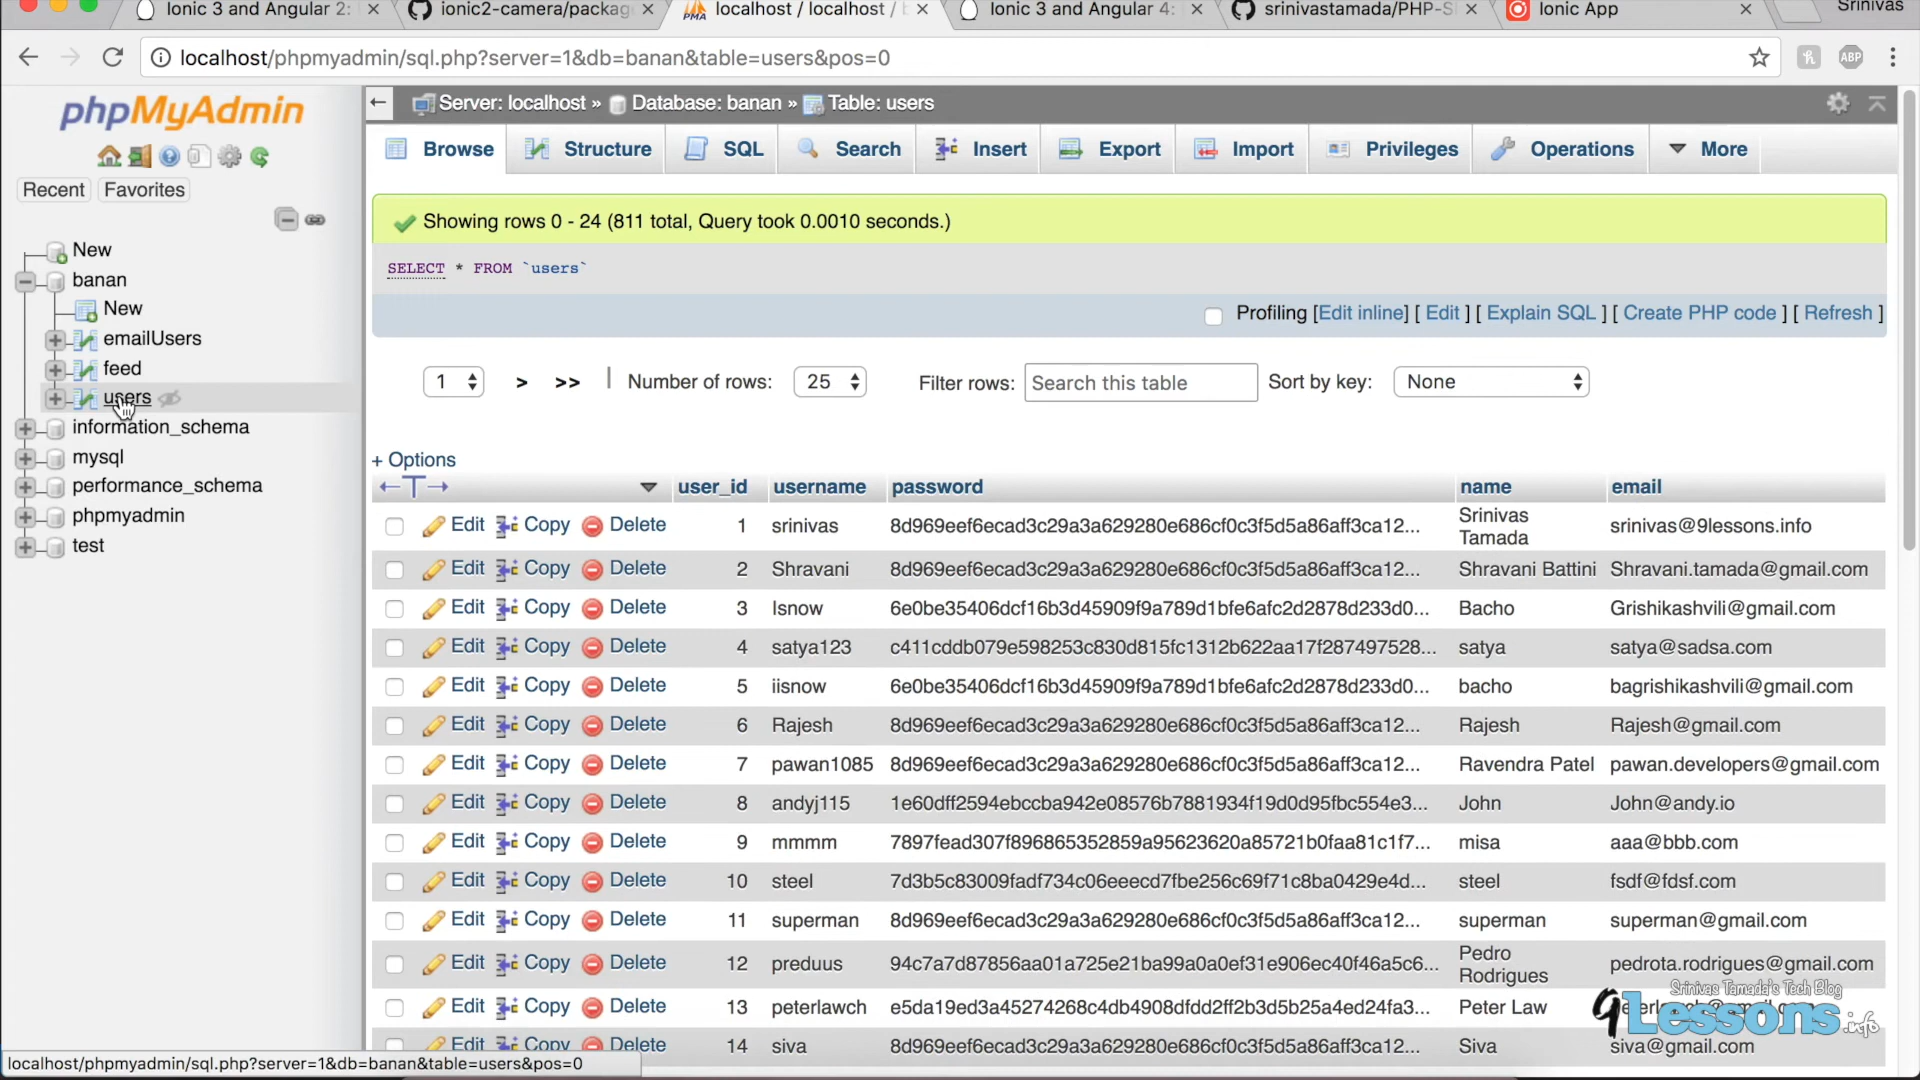 Ionic 3 and Angular 2:
ionic2-camera/package
localhost / localhost / b
Ionic 3 and Angular 4:
srinivastamada/PHP-S
Ionic App
Srinivas
localhost/phpmyadmin/sql.php?server=1&db=banan&table=users&pos=0
ABP
phpMyAdmin
Recent
Favorites
New
banan
New
emailUsers
feed
users
information_schema
mysql
performance_schema
phpmyadmin
test
Server: localhost » Database: banan » Table: users
Browse Structure SQL Search Insert Export Import Privileges Operations More
Showing rows 0 - 24 (811 total, Query took 0.0010 seconds.)
SELECT * FROM `users`
Profiling [Edit inline] [ Edit ] [ Explain SQL ] [ Create PHP code ] [ Refresh ]
1 > >> | Number of rows: 25 Filter rows: Search this table Sort by key: None
+ Options
←T→ user_id username password name email
Edit Copy Delete 1 srinivas 8d969eef6ecad3c29a3a629280e686cf0c3f5d5a86aff3ca12... Srinivas Tamada srinivas@9lessons.info
Edit Copy Delete 2 Shravani 8d969eef6ecad3c29a3a629280e686cf0c3f5d5a86aff3ca12... Shravani Battini Shravani.tamada@gmail.com
Edit Copy Delete 3 Isnow 6e0be35406dcf16b3d45909f9a789d1bfe6afc2d2878d233d0... Bacho Grishikashvili@gmail.com
Edit Copy Delete 4 satya123 c411cddb079e598253c830d815fc1312b622aa17f287497528... satya satya@sadsa.com
Edit Copy Delete 5 iisnow 6e0be35406dcf16b3d45909f9a789d1bfe6afc2d2878d233d0... bacho bagrishikashvili@gmail.com
Edit Copy Delete 6 Rajesh 8d969eef6ecad3c29a3a629280e686cf0c3f5d5a86aff3ca12... Rajesh Rajesh@gmail.com
Edit Copy Delete 7 pawan1085 8d969eef6ecad3c29a3a629280e686cf0c3f5d5a86aff3ca12... Ravendra Patel pawan.developers@gmail.com
Edit Copy Delete 8 andyj115 1e60dff2594ebccba942e08576b7881934f19d0d95fbc554e3... John John@andy.io
Edit Copy Delete 9 mmmm 7897fead307f896865352859a95623620a85721b0faa81c1f7... misa aaa@bbb.com
Edit Copy Delete 10 steel 7d3b5c83009fadf734c06eeecd7fbe256c69f71c8ba0429e4d... steel fsdf@fdsf.com
Edit Copy Delete 11 superman 8d969eef6ecad3c29a3a629280e686cf0c3f5d5a86aff3ca12... superman superman@gmail.com
Edit Copy Delete 12 preduus 94c7a7d87856aa01a725e21ba99a0a0ef31e906ec40f46a5c6... Pedro Rodrigues pedrota.rodrigues@gmail.com
Edit Copy Delete 13 peterlawch e5da19ed3a45274268c4db4908dfdd2ff2b3d5b25a4ed24fa3... Peter Law
Edit Copy Delete 14 siva 8d969eef6ecad3c29a3a629280e686cf0c3f5d5a86aff3ca12... Siva siva@gmail.com
Srinivas Tamada's Tech Blog
9Lessons.info
localhost/phpmyadmin/sql.php?server=1&db=banan&table=users&pos=0